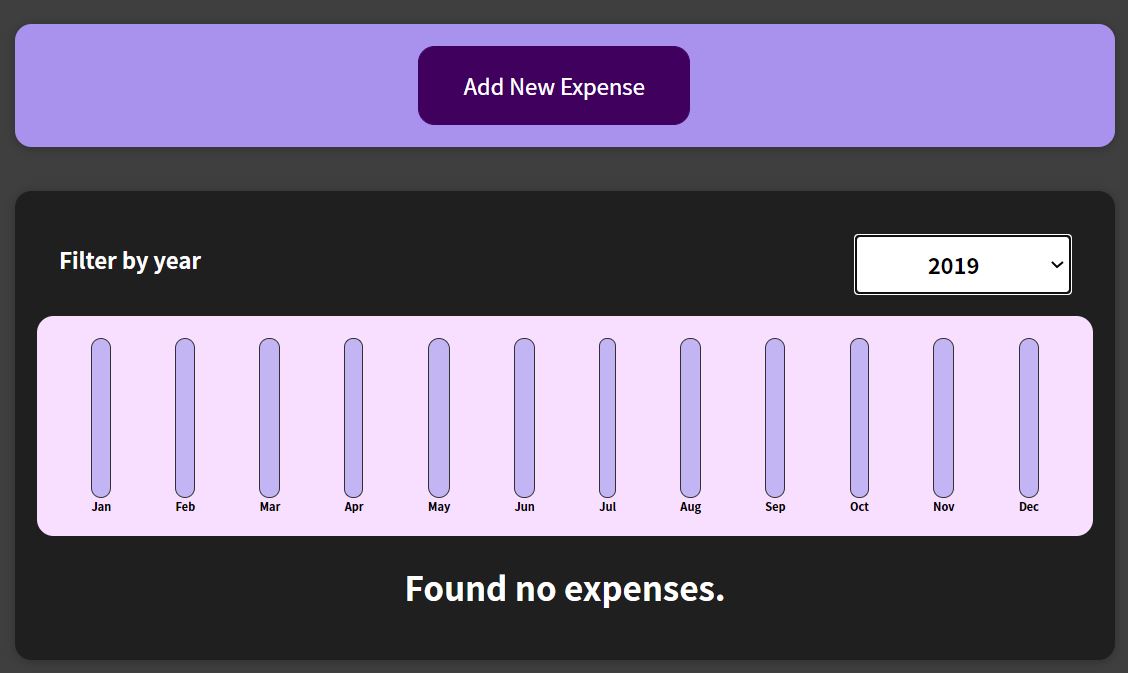 Add New Expense
Filter by year
2019
Jan Feb Mar Apr May Jun Jul Aug Sep Oct Nov Dec
Found no expenses.